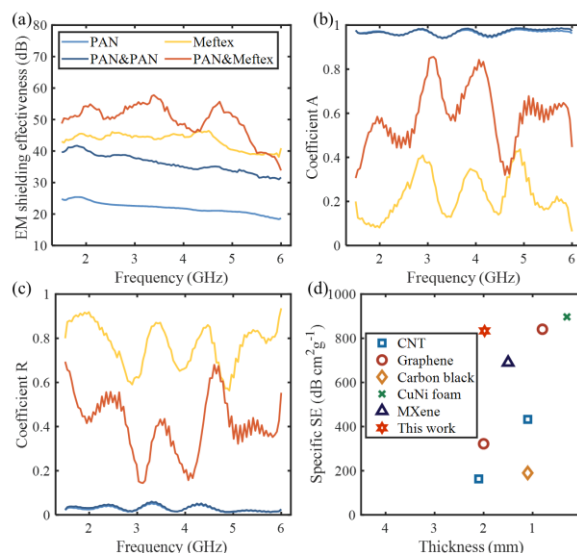 (a)
EM shielding effectiveness (dB)
80
70
60
50
40
30
20
10
PAN
Meftex
PAN&PAN
PAN&Meftex
2 3 4 5 6
Frequency (GHz)
(b)
Coefficient A
1
0.8
0.6
0.4
0.2
0
2 3 4 5 6
Frequency (GHz)
(c)
Coefficient R
1
0.8
0.6
0.4
0.2
0
2 3 4 5 6
Frequency (GHz)
(d)
Specific SE (dB cm²g⁻¹)
1000
800
600
400
200
0
CNT
Graphene
Carbon black
CuNi foam
MXene
This work
4 3 2 1
Thickness (mm)